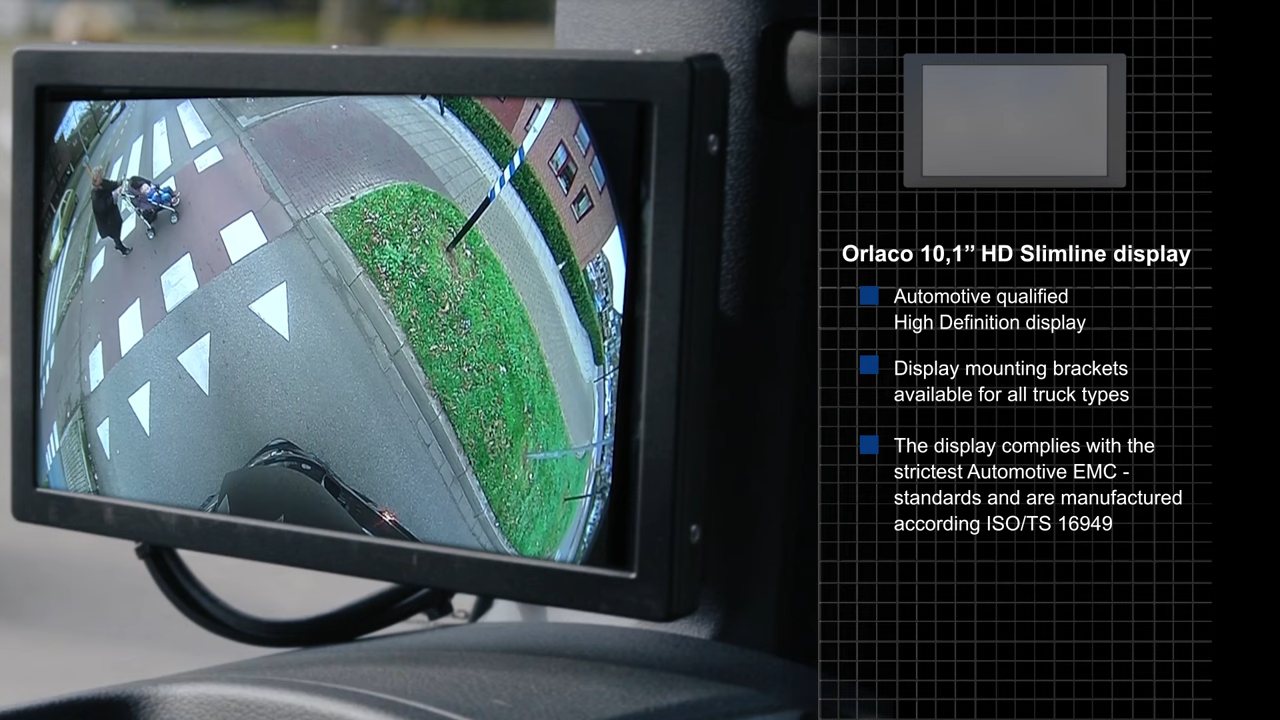 Orlaco 10,1” HD Slimline display
Automotive qualified
High Definition display
Display mounting brackets
available for all truck types
The display complies with the
strictest Automotive EMC -
standards and are manufactured
according ISO/TS 16949